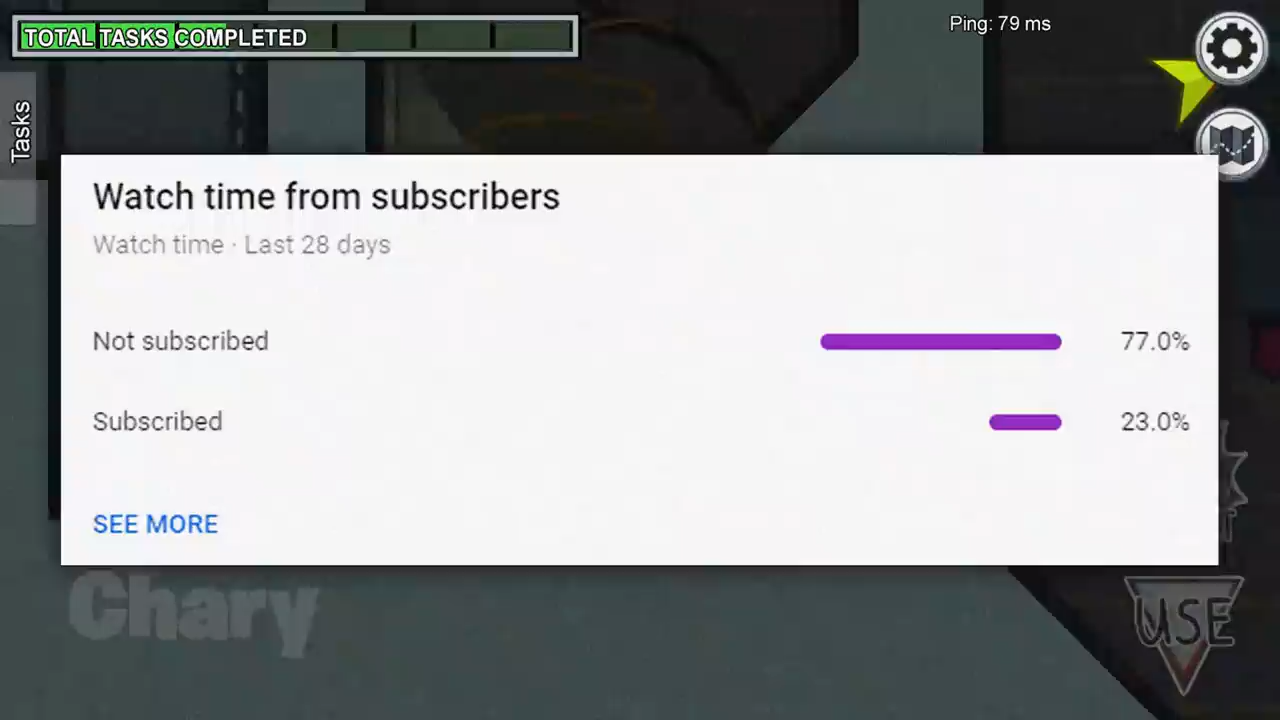 TOTAL TASKS COMPLETED
Ping: 79 ms
Tasks
Watch time from subscribers
Watch time · Last 28 days
Not subscribed 77.0%
Subscribed 23.0%
SEE MORE
Chary
USE